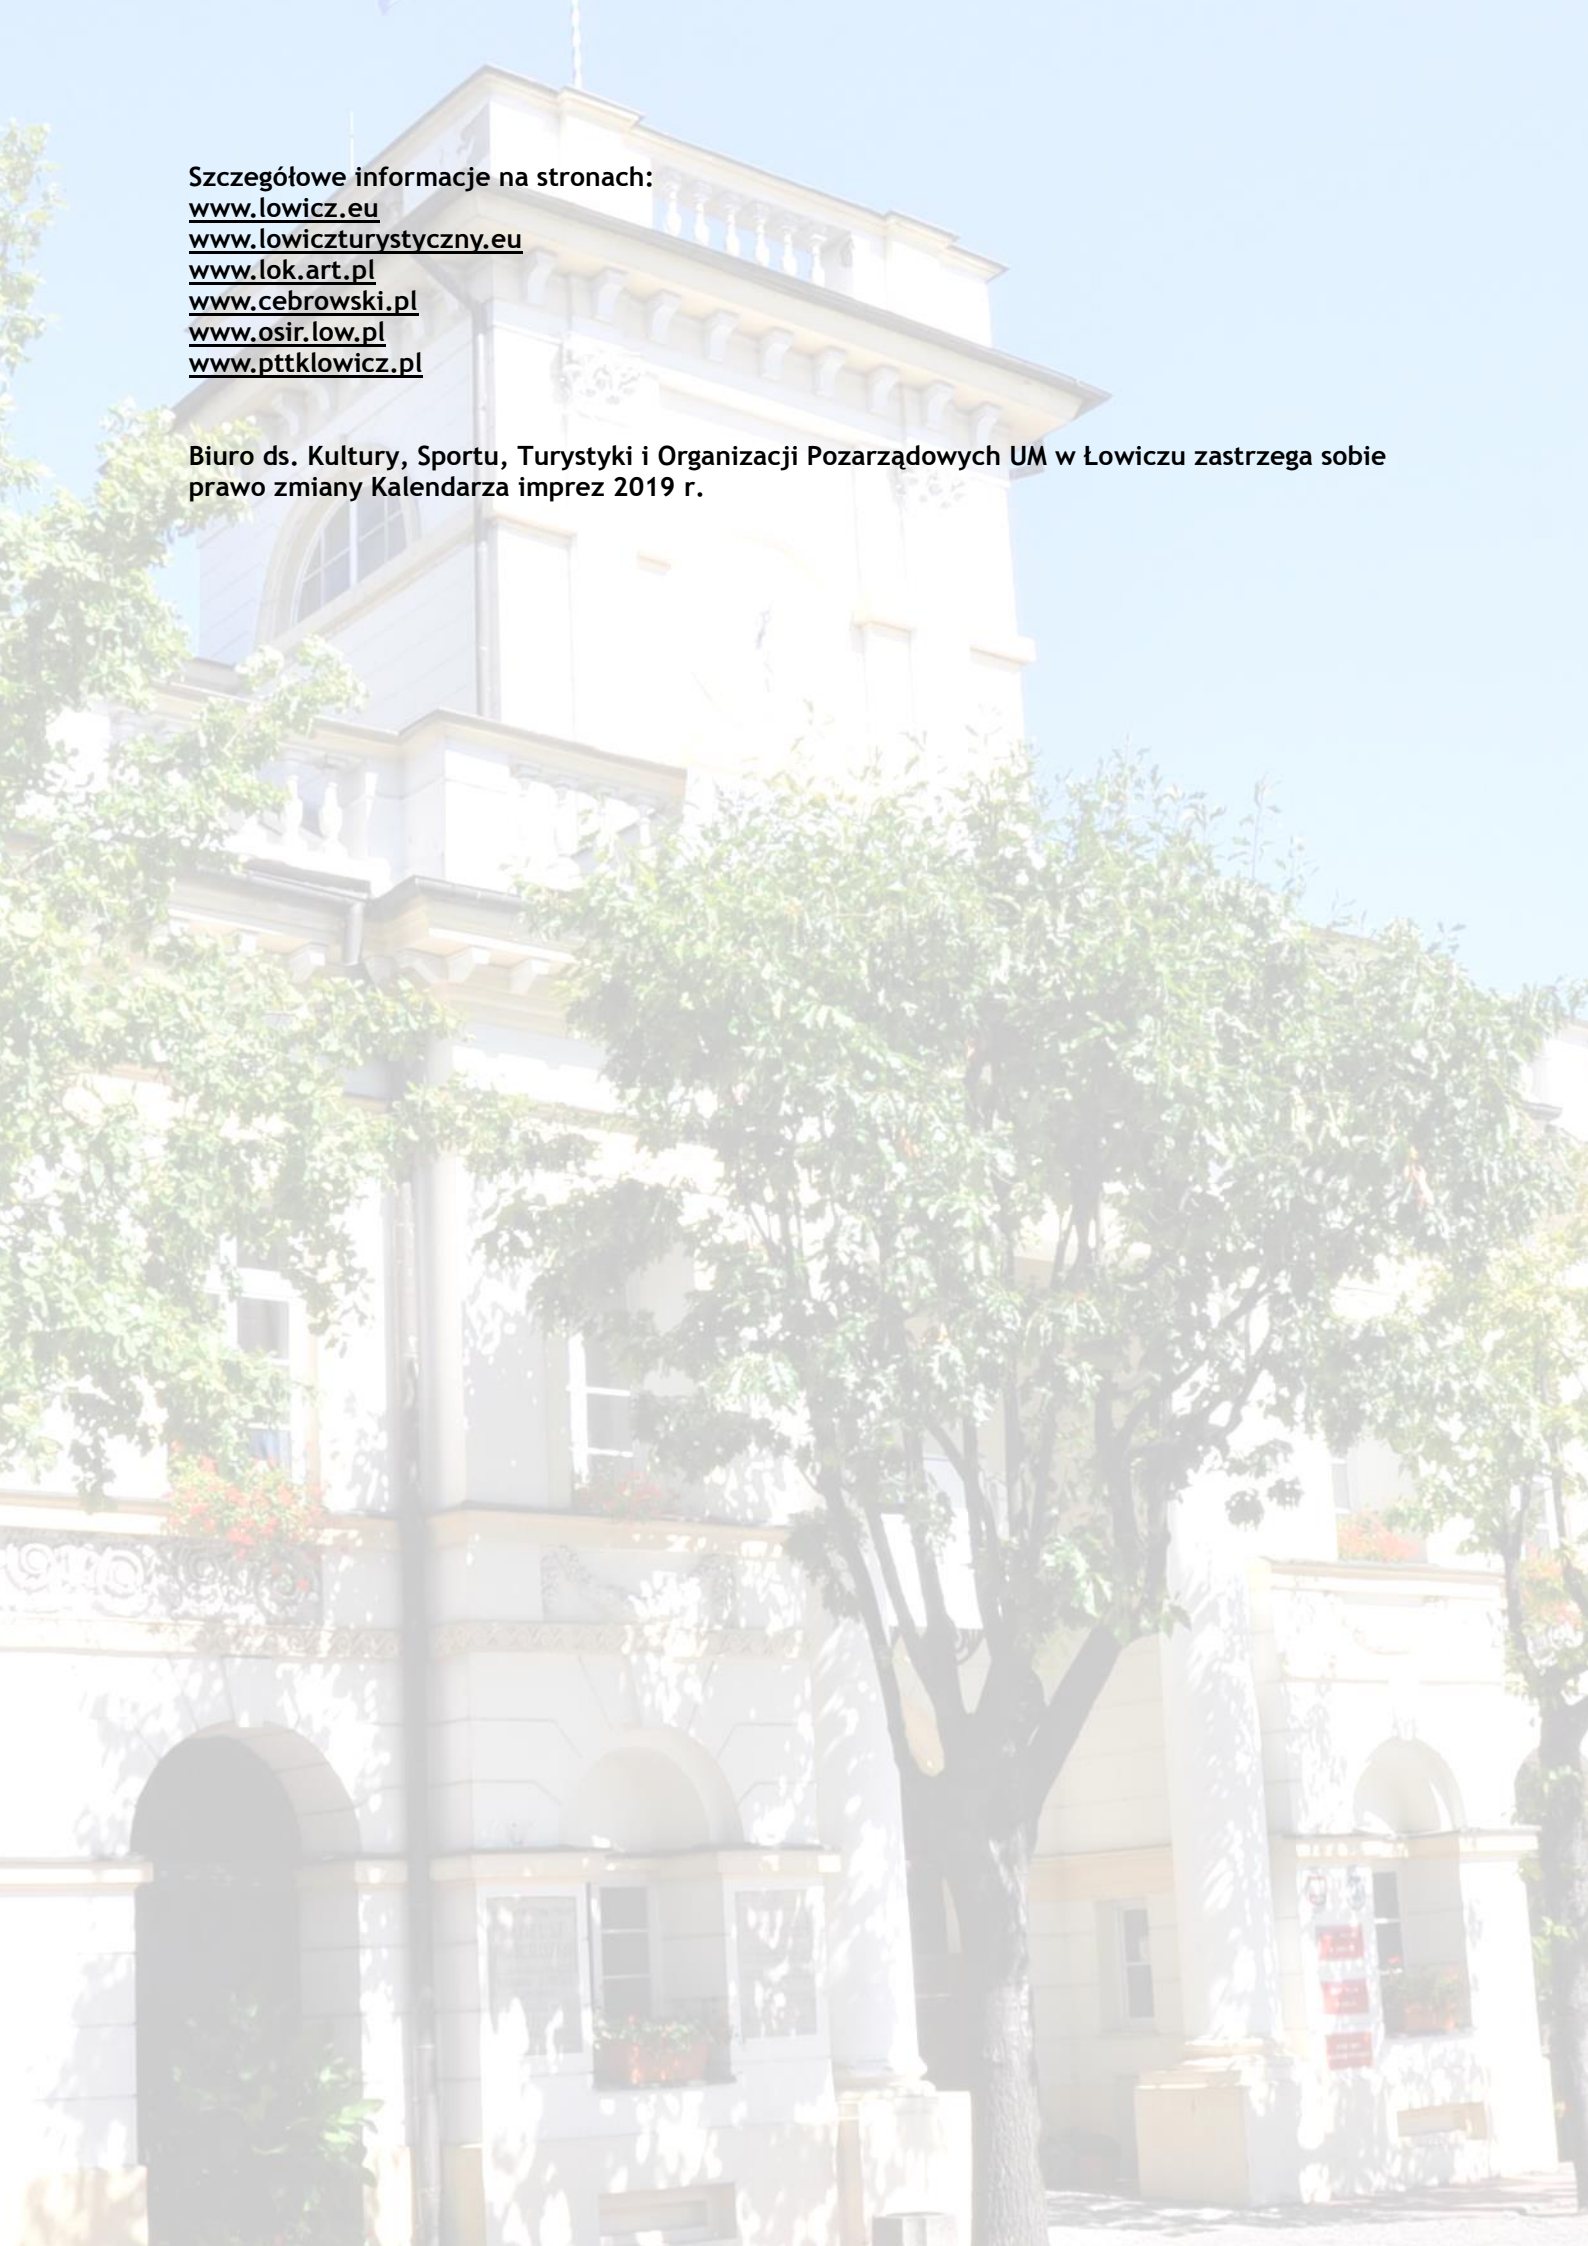 Szczegółowe informacje na stronach:
www.lowicz.eu
www.lowiczturystyczny.eu
www.lok.art.pl
www.cebrowski.pl
www.osir.low.pl
www.pttklowicz.pl
Biuro ds. Kultury, Sportu, Turystyki i Organizacji Pozarządowych UM w Łowiczu zastrzega sobie
prawo zmiany Kalendarza imprez 2019 r.